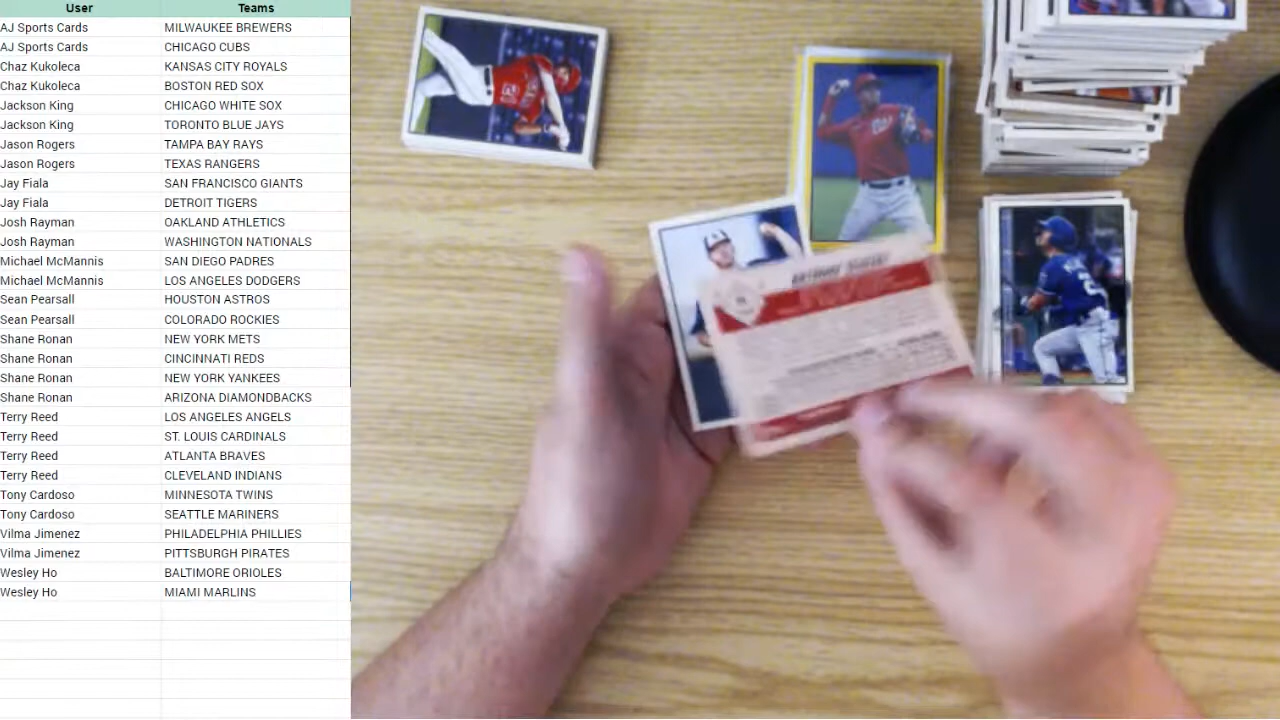 User Teams
AJ Sports Cards MILWAUKEE BREWERS
AJ Sports Cards CHICAGO CUBS
Chaz Kukoleca KANSAS CITY ROYALS
Chaz Kukoleca BOSTON RED SOX
Jackson King CHICAGO WHITE SOX
Jackson King TORONTO BLUE JAYS
Jason Rogers TAMPA BAY RAYS
Jason Rogers TEXAS RANGERS
Jay Fiala SAN FRANCISCO GIANTS
Jay Fiala DETROIT TIGERS
Josh Rayman OAKLAND ATHLETICS
Josh Rayman WASHINGTON NATIONALS
Michael McMannis SAN DIEGO PADRES
Michael McMannis LOS ANGELES DODGERS
Sean Pearsall HOUSTON ASTROS
Sean Pearsall COLORADO ROCKIES
Shane Ronan NEW YORK METS
Shane Ronan CINCINNATI REDS
Shane Ronan NEW YORK YANKEES
Shane Ronan ARIZONA DIAMONDBACKS
Terry Reed LOS ANGELES ANGELS
Terry Reed ST. LOUIS CARDINALS
Terry Reed ATLANTA BRAVES
Terry Reed CLEVELAND INDIANS
Tony Cardoso MINNESOTA TWINS
Tony Cardoso SEATTLE MARINERS
Vilma Jimenez PHILADELPHIA PHILLIES
Vilma Jimenez PITTSBURGH PIRATES
Wesley Ho BALTIMORE ORIOLES
Wesley Ho MIAMI MARLINS